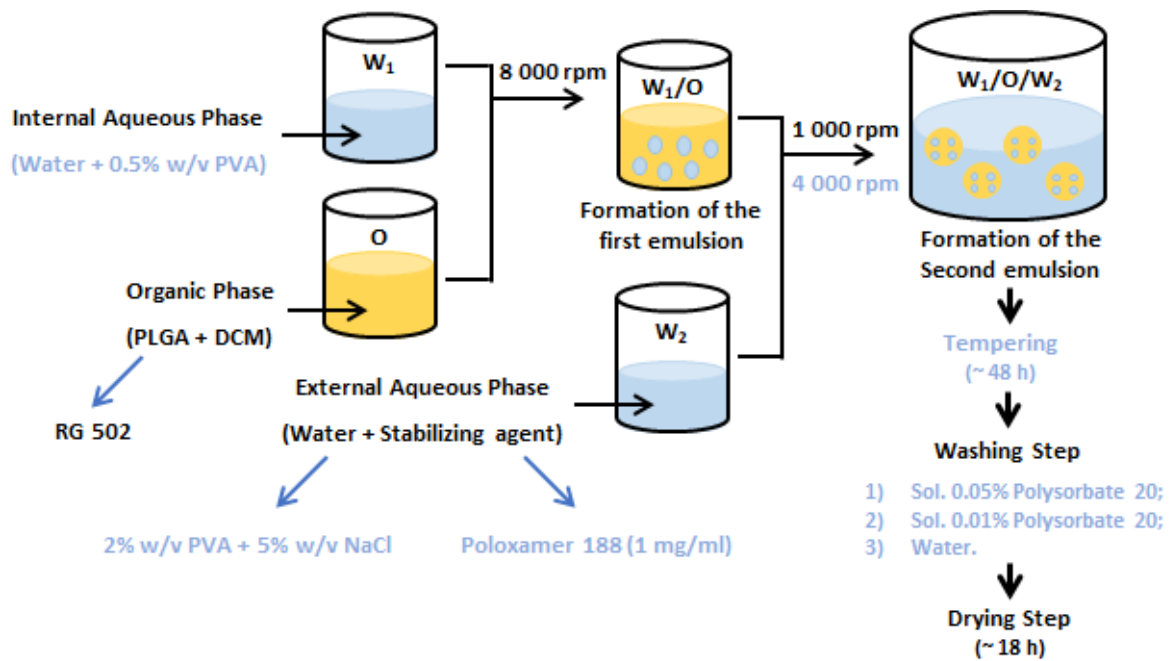 W₁
8 000 rpm
W₁/O
W₁/O/W₂
Internal Aqueous Phase
(Water + 0.5% w/v PVA)
1 000 rpm
4 000 rpm
O
Formation of the
first emulsion
Formation of the
Second emulsion
Organic Phase
(PLGA + DCM)
RG 502
W₂
External Aqueous Phase
(Water + Stabilizing agent)
2% w/v PVA + 5% w/v NaCl
Poloxamer 188 (1 mg/ml)
Tempering
(~ 48 h)
Washing Step
1) Sol. 0.05% Polysorbate 20;
2) Sol. 0.01% Polysorbate 20;
3) Water.
Drying Step
(~ 18 h)